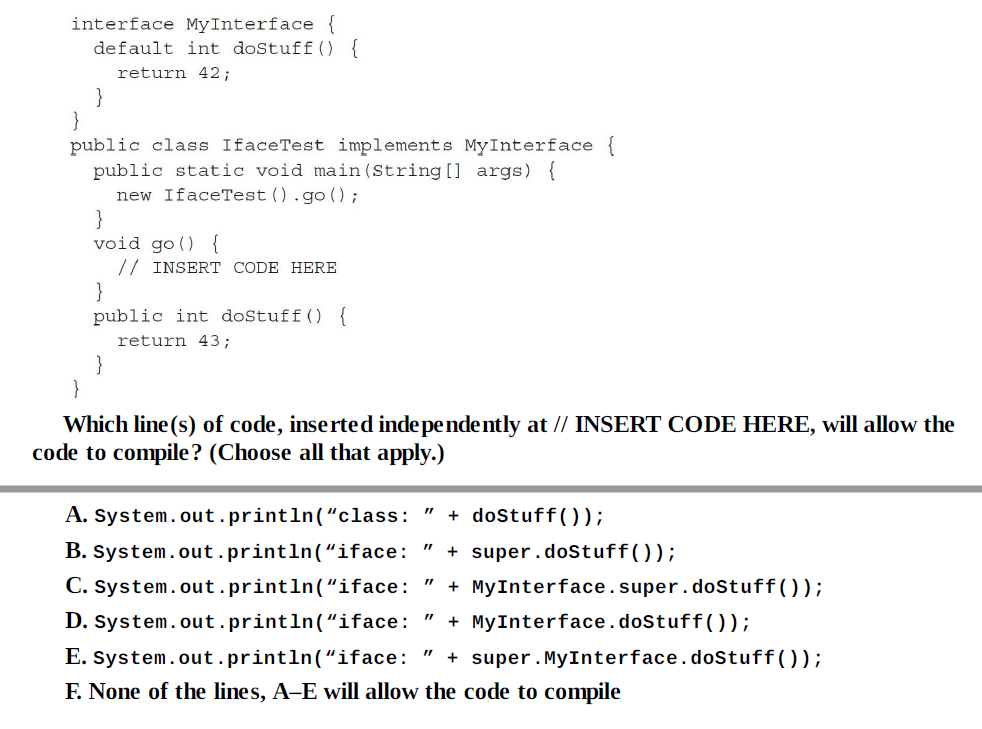 interface MyInterface {
default int doStuff() {
return 42;
}
}
public class IfaceTest implements MyInterface {
public static void main(String[] args) {
new IfaceTest().go();
}
void go() {
// INSERT CODE HERE
}
public int doStuff() {
return 43;
}
}
Which line(s) of code, inserted independently at // INSERT CODE HERE, will allow the
code to compile? (Choose all that apply.)
A. System.out.println(“class: ” + doStuff());
B. System.out.println(“iface: ” + super.doStuff());
C. System.out.println(“iface: ” + MyInterface.super.doStuff());
D. System.out.println(“iface: ” + MyInterface.doStuff());
E. System.out.println(“iface: ” + super.MyInterface.doStuff());
F. None of the lines, A–E will allow the code to compile